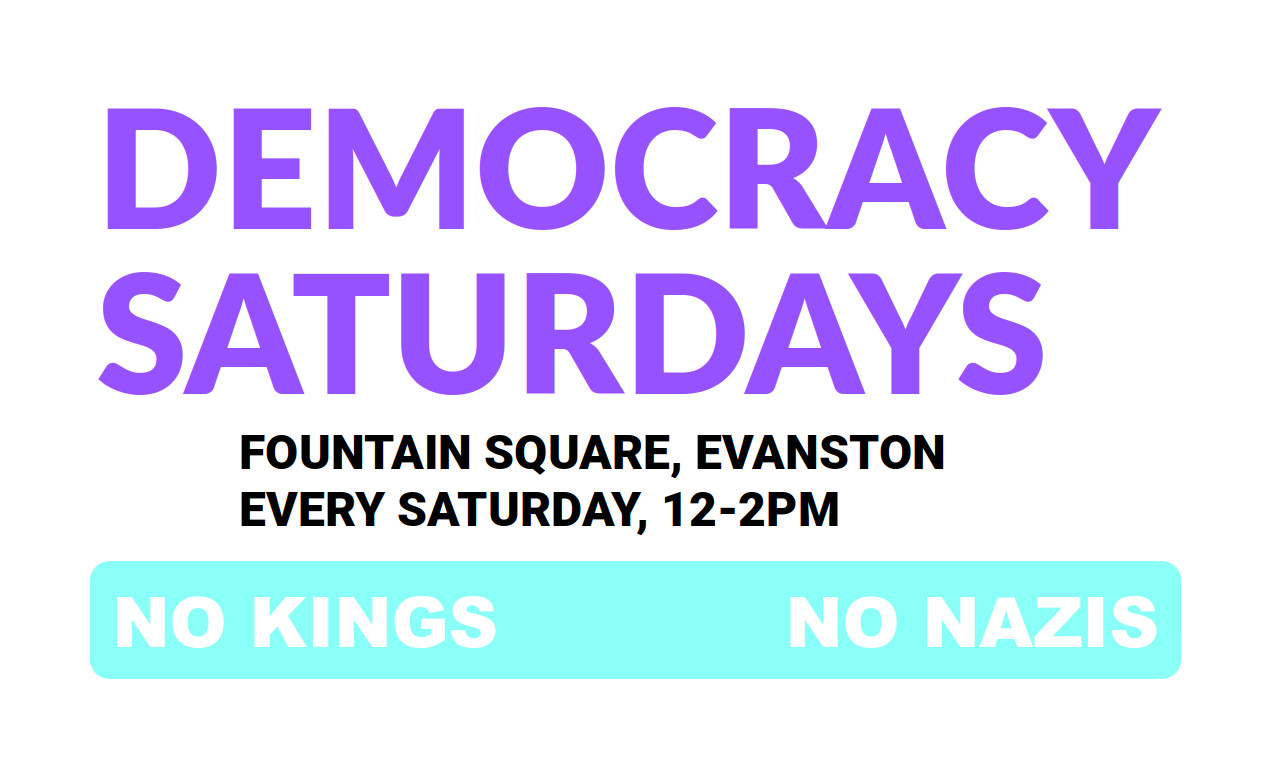 DEMOCRACY
SATURDAYS
FOUNTAIN SQUARE, EVANSTON
EVERY SATURDAY, 12-2PM
NO KINGS NO NAZIS